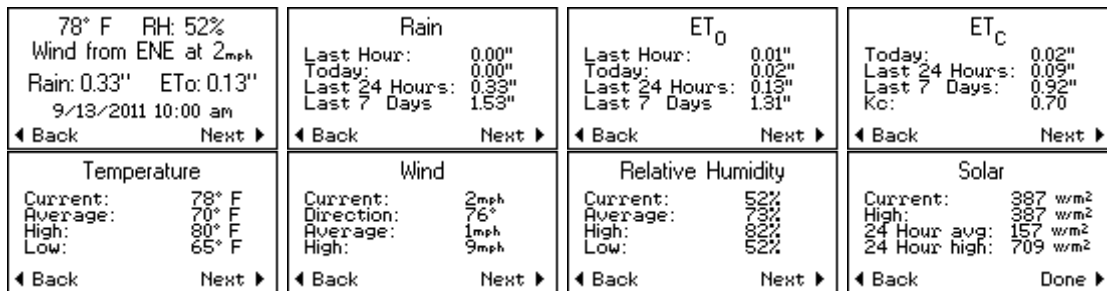 78° F RH: 52%
Wind from ENE at 2mph
Rain: 0.33" ETo: 0.13"
9/13/2011 10:00 am
◀ Back Next ▶
Rain
Last Hour: 0.00"
Today: 0.00"
Last 24 Hours: 0.33"
Last 7 Days 1.53"
◀ Back Next ▶
ETO
Last Hour: 0.01"
Today: 0.02"
Last 24 Hours: 0.13"
Last 7 Days 1.31"
◀ Back Next ▶
ETC
Today: 0.02"
Last 24 Hours: 0.09"
Last 7 Days: 0.92"
Kc: 0.70
◀ Back Next ▶
Temperature
Current: 78° F
Average: 70° F
High: 80° F
Low: 65° F
◀ Back Next ▶
Wind
Current: 2mph
Direction: 76°
Average: 1mph
High: 9mph
◀ Back Next ▶
Relative Humidity
Current: 52%
Average: 73%
High: 82%
Low: 52%
◀ Back Next ▶
Solar
Current: 387 w/m2
High: 387 w/m2
24 Hour avg: 157 w/m2
24 Hour high: 709 w/m2
◀ Back Done ▶